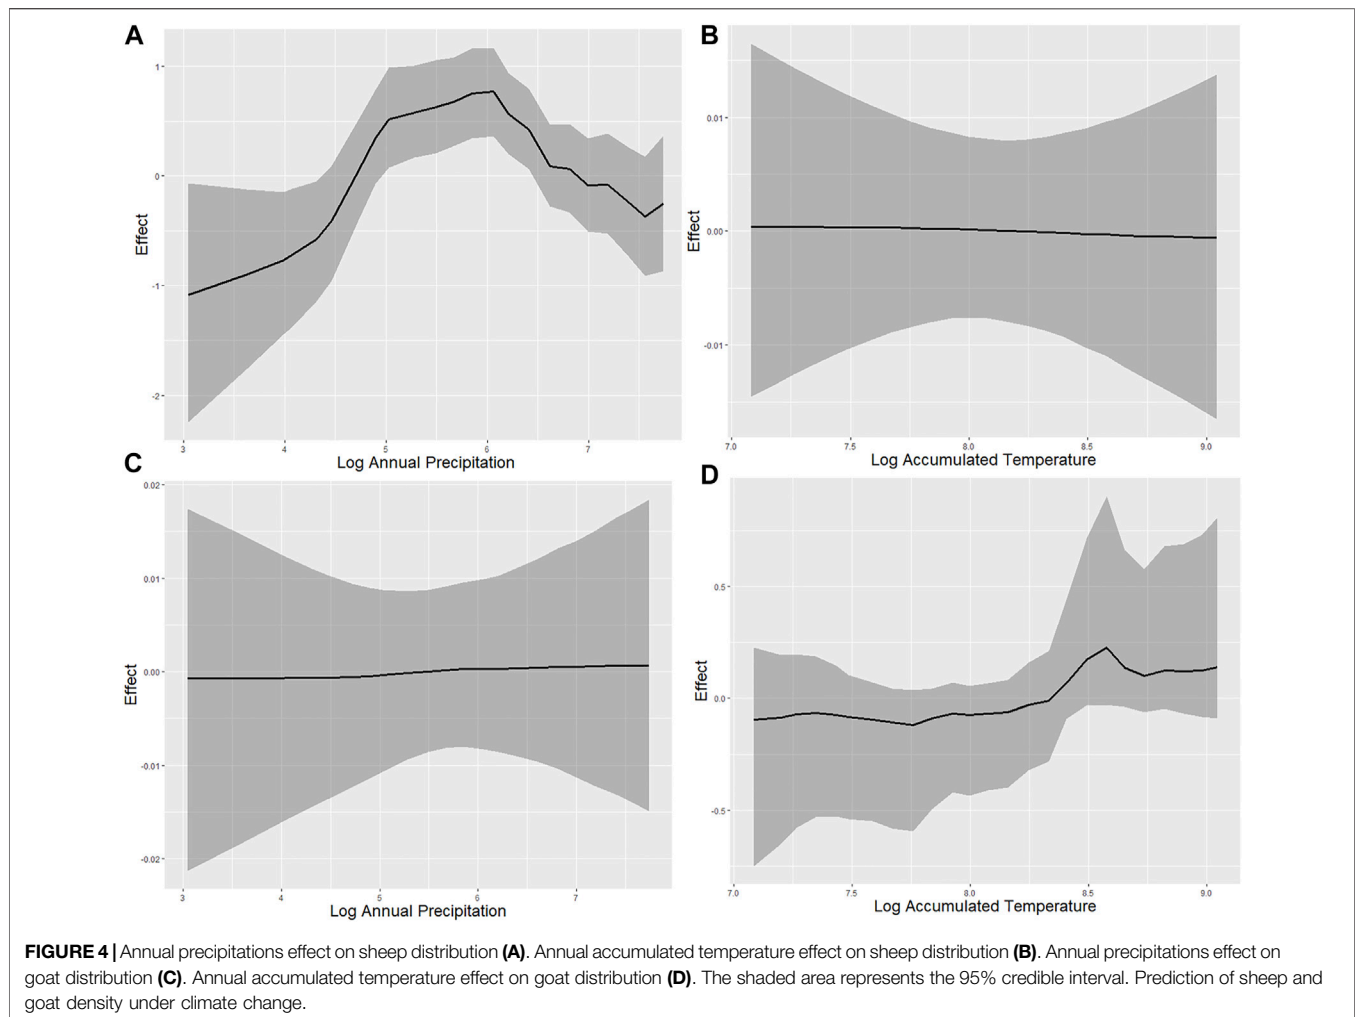 A
Effect
1
0
-1
-2
3
4
5
6
7
Log Annual Precipitation
B
Effect
0.01
0.00
-0.01
7.0
7.5
8.0
8.5
9.0
Log Accumulated Temperature
C
Effect
0.02
0.01
0.00
-0.01
-0.02
3
4
5
6
7
Log Annual Precipitation
D
Effect
0.5
0.0
-0.5
7.0
7.5
8.0
8.5
9.0
Log Accumulated Temperature
FIGURE 4 | Annual precipitations effect on sheep distribution (A). Annual accumulated temperature effect on sheep distribution (B). Annual precipitations effect on
goat distribution (C). Annual accumulated temperature effect on goat distribution (D). The shaded area represents the 95% credible interval. Prediction of sheep and
goat density under climate change.